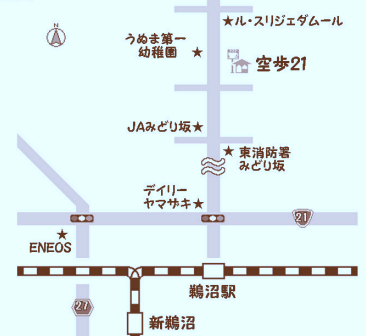 N
★ル・スリジェダムール
うぬま第一
幼稚園 ★
空歩21
JAみどり坂 ★
★ 東消防署
みどり坂
デイリー
ヤマザキ★
21
★
ENEOS
鵜沼駅
27
新鵜沼